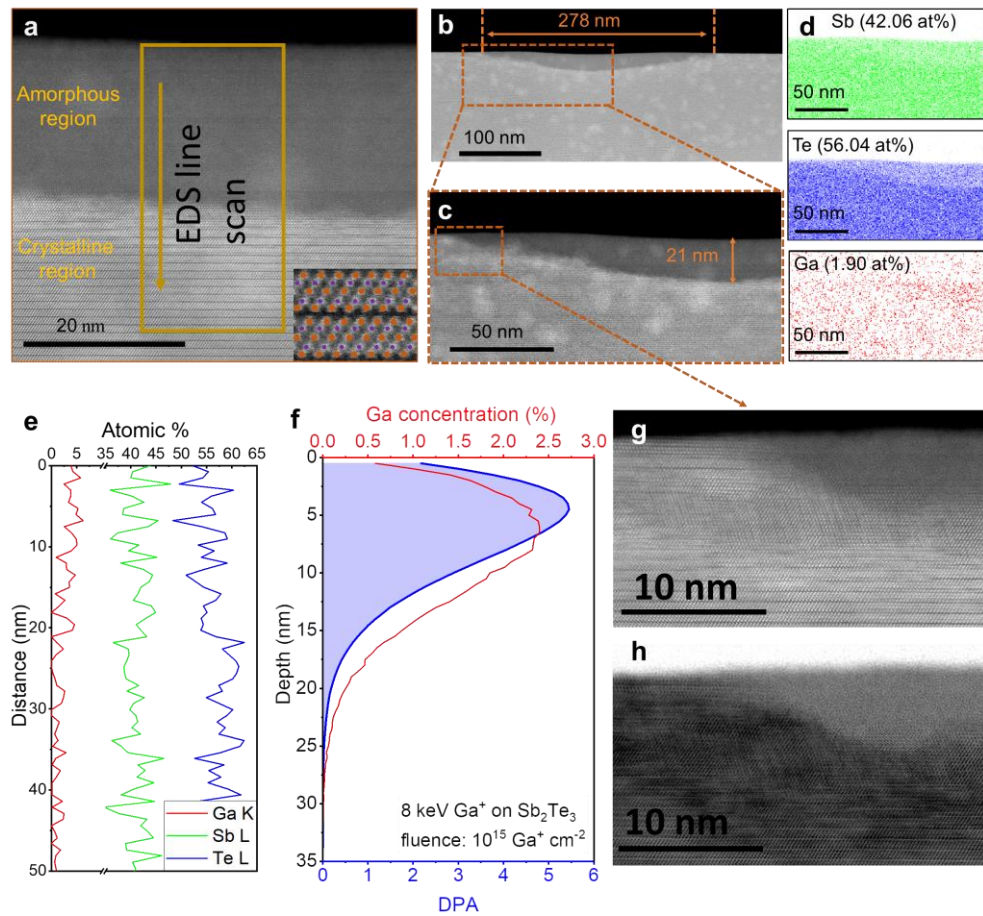 a
Amorphous
region
EDS line
scan
Crystalline
region
20 nm
b
278 nm
100 nm
c
21 nm
50 nm
d
Sb (42.06 at%)
50 nm
Te (56.04 at%)
50 nm
Ga (1.90 at%)
50 nm
e
Atomic %
0 5 35 40 45 50 55 60 65
0
10
20
30
40
50
Distance (nm)
Ga K
Sb L
Te L
f
Ga concentration (%)
0.0 0.5 1.0 1.5 2.0 2.5 3.0
0
5
10
15
20
25
30
35
Depth (nm)
8 keV Ga⁺ on Sb₂Te₃
fluence: 10¹⁵ Ga⁺ cm⁻²
0 1 2 3 4 5 6
DPA
g
10 nm
h
10 nm